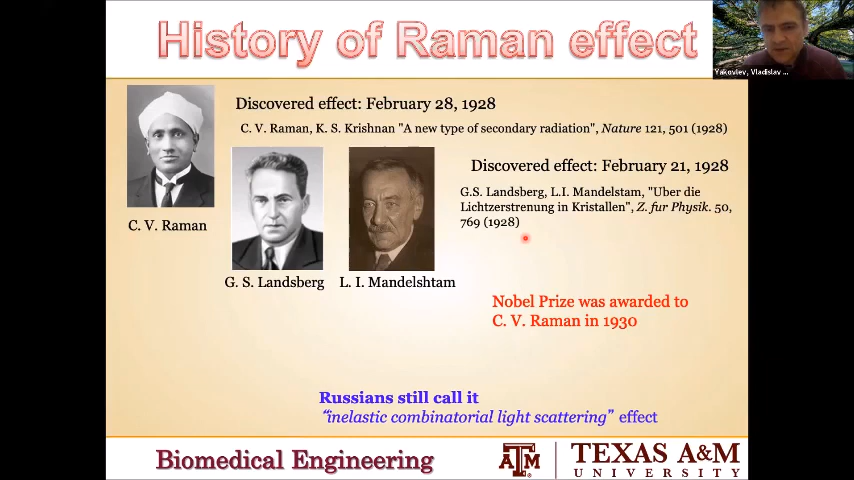 History of Raman effect
Yakovlev, Vladislav ...
Discovered effect: February 28, 1928
C. V. Raman, K. S. Krishnan "A new type of secondary radiation", Nature 121, 501 (1928)
Discovered effect: February 21, 1928
G.S. Landsberg, L.I. Mandelstam, "Uber die
Lichtzerstrenung in Kristallen", Z. fur Physik. 50,
769 (1928)
C. V. Raman
G. S. Landsberg
L. I. Mandelshtam
Nobel Prize was awarded to
C. V. Raman in 1930
Russians still call it
"inelastic combinatorial light scattering" effect
Biomedical Engineering
ATM
TEXAS A&M
UNIVERSITY